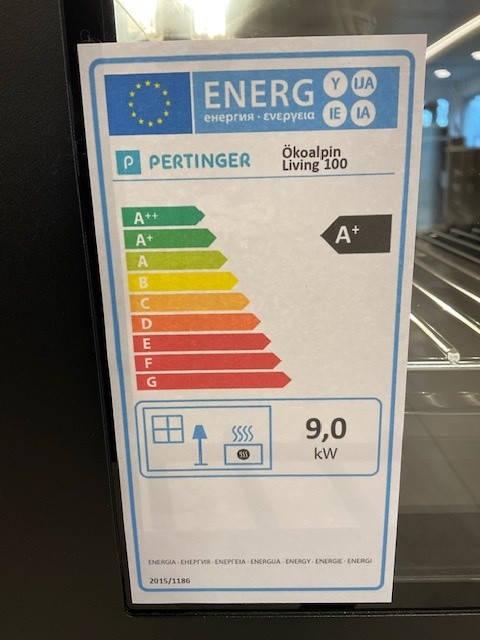 ENERG Y IJA
енергия · ενεργεια IE IA
P PERTINGER
Ökoalpin
Living 100
A++
A+
A+
A
B
C
D
E
F
G
9,0
kW
ENERGIA · ЕНЕРГИЯ · ΕΝΕΡΓΕΙΑ · ENERGIJA · ENERGY · ENERGIE · ENERGI
2015/1186